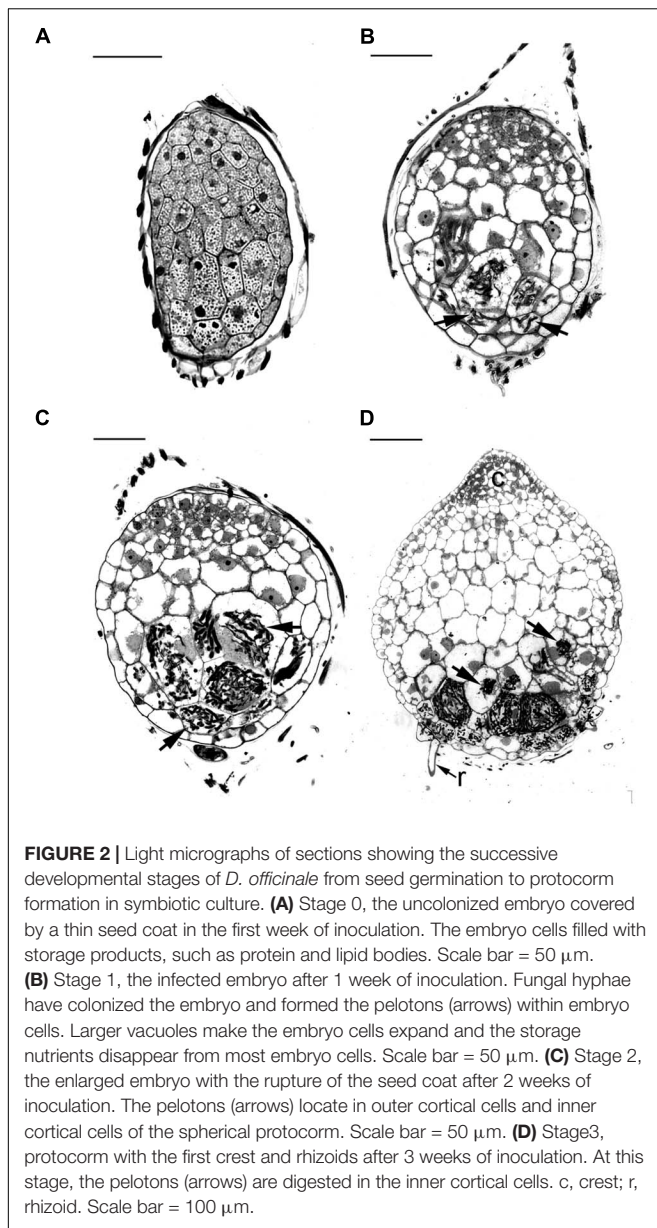 A
B
C
D
c
r
FIGURE 2 | Light micrographs of sections showing the successive
developmental stages of D. officinale from seed germination to protocorm
formation in symbiotic culture. (A) Stage 0, the uncolonized embryo covered
by a thin seed coat in the first week of inoculation. The embryo cells filled with
storage products, such as protein and lipid bodies. Scale bar = 50 μm.
(B) Stage 1, the infected embryo after 1 week of inoculation. Fungal hyphae
have colonized the embryo and formed the pelotons (arrows) within embryo
cells. Larger vacuoles make the embryo cells expand and the storage
nutrients disappear from most embryo cells. Scale bar = 50 μm. (C) Stage 2,
the enlarged embryo with the rupture of the seed coat after 2 weeks of
inoculation. The pelotons (arrows) locate in outer cortical cells and inner
cortical cells of the spherical protocorm. Scale bar = 50 μm. (D) Stage3,
protocorm with the first crest and rhizoids after 3 weeks of inoculation. At this
stage, the pelotons (arrows) are digested in the inner cortical cells. c, crest; r,
rhizoid. Scale bar = 100 μm.